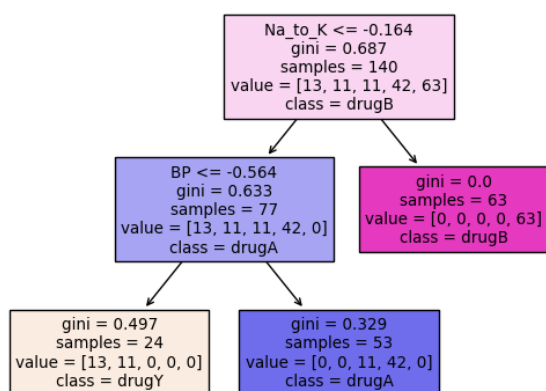 Na_to_K <= -0.164
gini = 0.687
samples = 140
value = [13, 11, 11, 42, 63]
class = drugB
BP <= -0.564
gini = 0.633
samples = 77
value = [13, 11, 11, 42, 0]
class = drugA
gini = 0.0
samples = 63
value = [0, 0, 0, 0, 63]
class = drugB
gini = 0.497
samples = 24
value = [13, 11, 0, 0, 0]
class = drugY
gini = 0.329
samples = 53
value = [0, 0, 11, 42, 0]
class = drugA